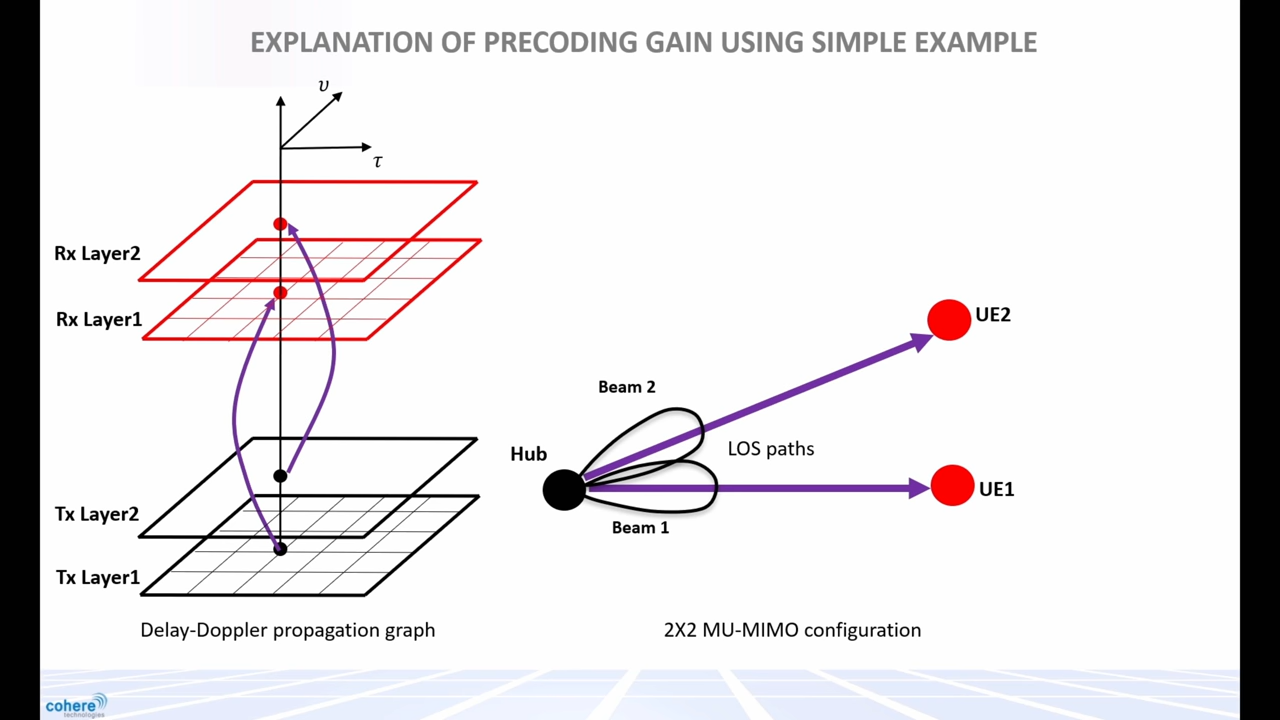 EXPLANATION OF PRECODING GAIN USING SIMPLE EXAMPLE
υ
τ
Rx Layer2
Rx Layer1
Tx Layer2
Tx Layer1
Delay-Doppler propagation graph
Beam 2
Hub
LOS paths
Beam 1
UE2
UE1
2X2 MU-MIMO configuration
cohere
technologies